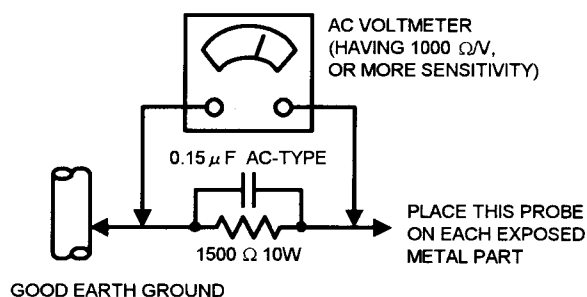 AC VOLTMETER
(HAVING 1000 Ω/V,
OR MORE SENSITIVITY)
0.15 μ F AC-TYPE
1500 Ω 10W
PLACE THIS PROBE
ON EACH EXPOSED
METAL PART
GOOD EARTH GROUND